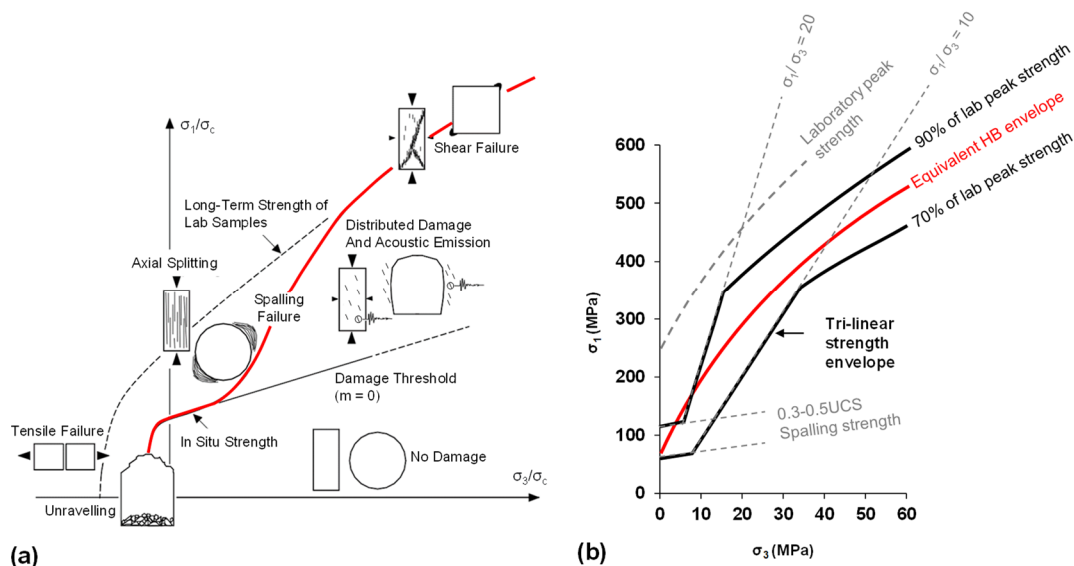 σ1/σc
Shear Failure
Long-Term Strength of
Lab Samples
Distributed Damage
And Acoustic Emission
Axial Splitting
Spalling
Failure
Damage Threshold
(m = 0)
In Situ Strength
Tensile Failure
No Damage
σ3/σc
Unravelling
(a)
σ1/σ3 = 20
σ1/σ3 = 10
Laboratory peak
strength
90% of lab peak strength
Equivalent HB envelope
70% of lab peak strength
Tri-linear
strength
envelope
0.3-0.5UCS
Spalling strength
σ1 (MPa)
600
500
400
300
200
100
0
0 10 20 30 40 50 60
σ3 (MPa)
(b)